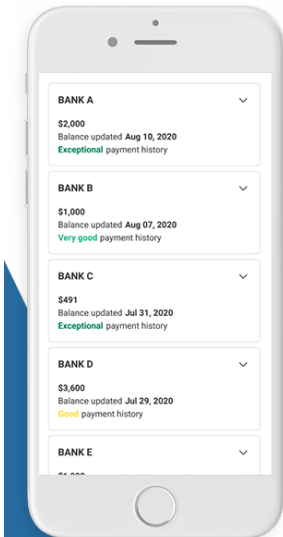 BANK A
$2,000
Balance updated Aug 10, 2020
Exceptional payment history
BANK B
$1,000
Balance updated Aug 07, 2020
Very good payment history
BANK C
$491
Balance updated Jul 31, 2020
Exceptional payment history
BANK D
$3,600
Balance updated Jul 29, 2020
Good payment history
BANK E